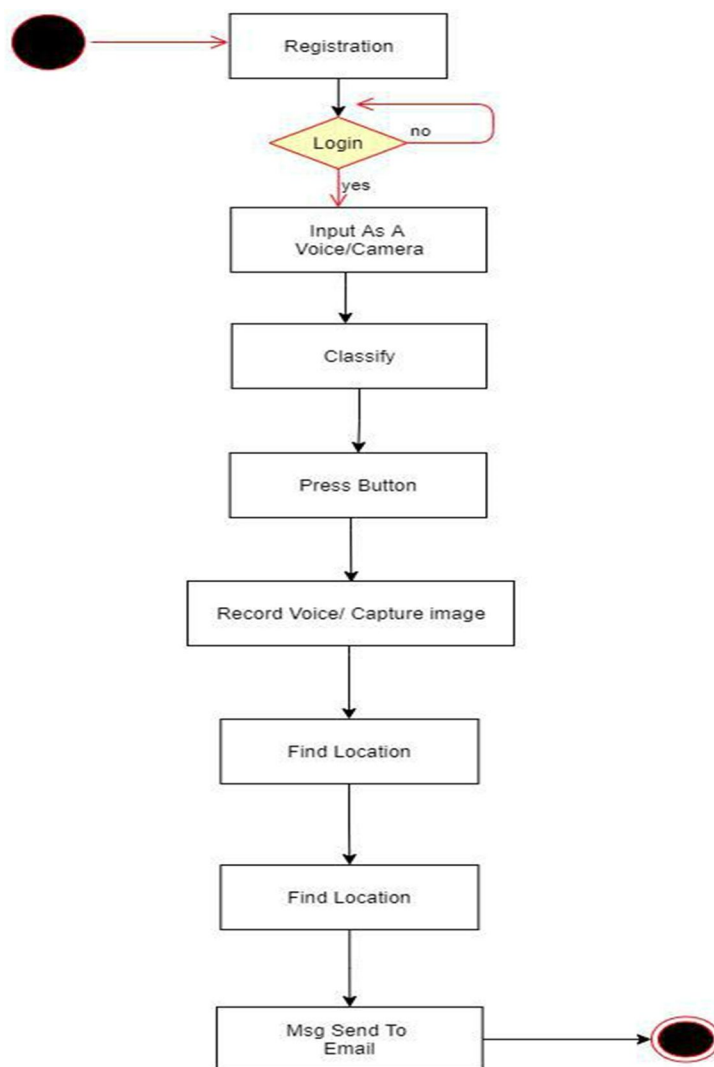 Registration
Login
no
yes
Input As A
Voice/Camera
Classify
Press Button
Record Voice/ Capture image
Find Location
Find Location
Msg Send To
Email